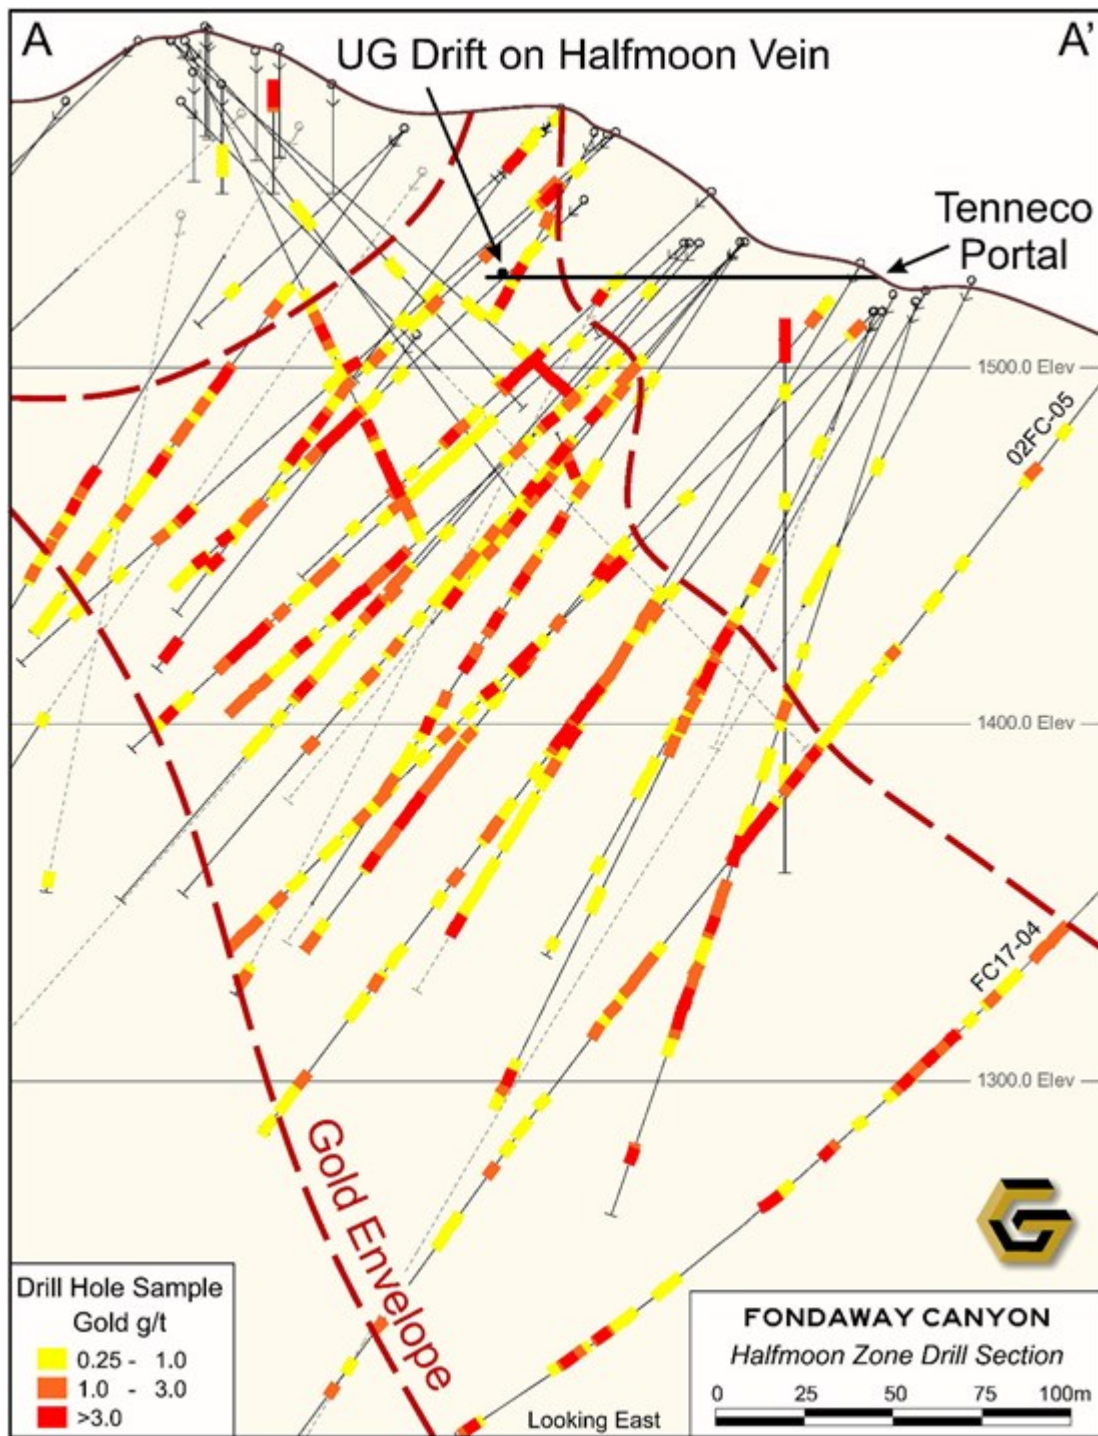 A
A'
UG Drift on Halfmoon Vein
Tenneco
Portal
1500.0 Elev
02FC-05
1400.0 Elev
FC17-04
1300.0 Elev
Gold Envelope
Drill Hole Sample
Gold g/t
0.25 - 1.0
1.0 - 3.0
>3.0
Looking East
FONDAWAY CANYON
Halfmoon Zone Drill Section
0 25 50 75 100m